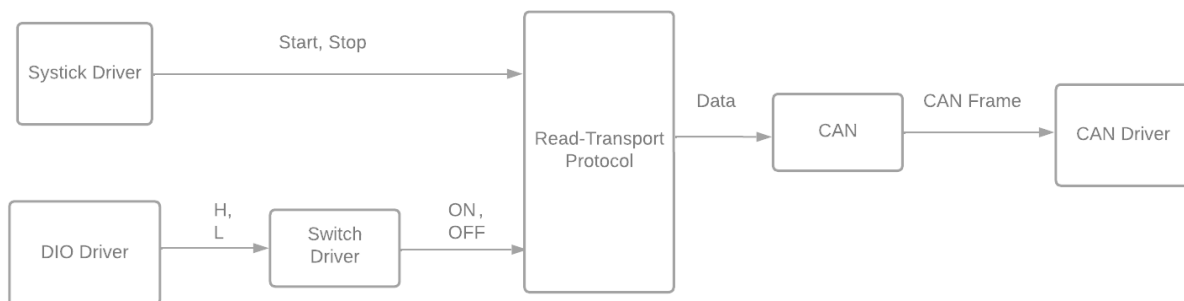 Start, Stop
Systick Driver
Data
CAN Frame
CAN
CAN Driver
Read-Transport
Protocol
H,
L
ON,
OFF
Switch
Driver
DIO Driver